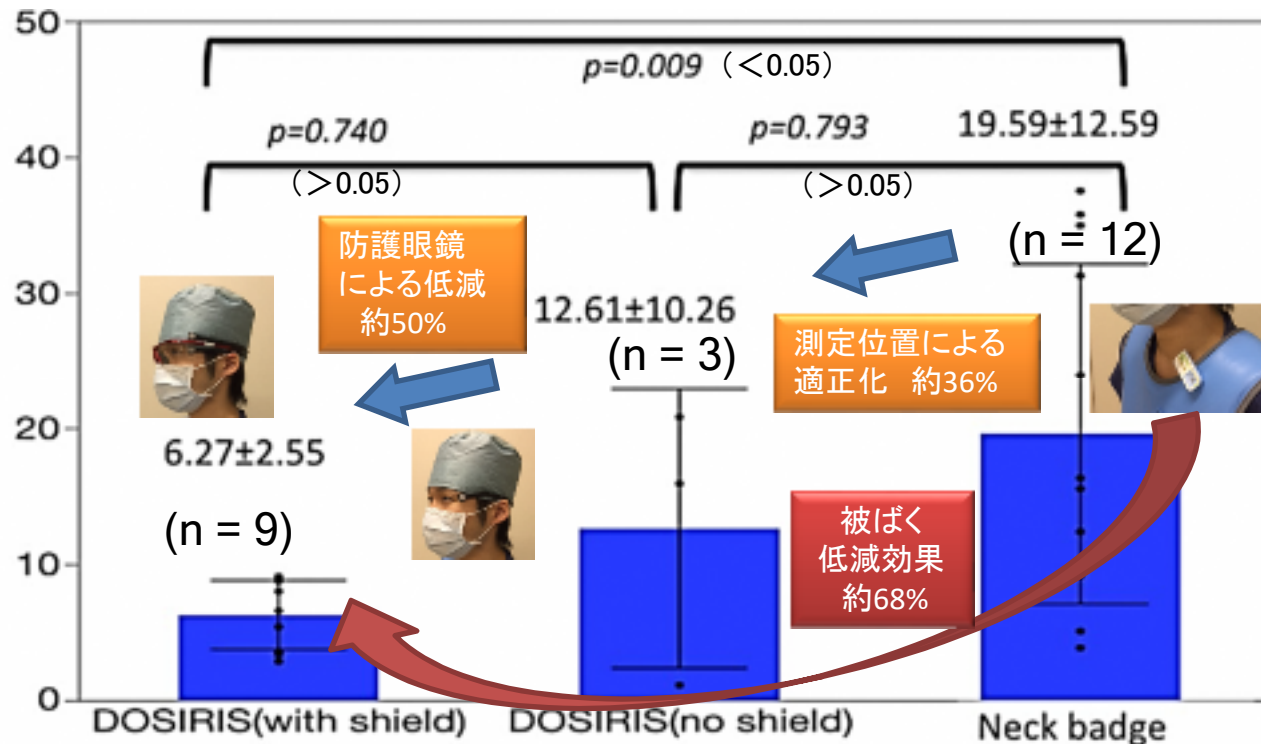 50
p=0.009 (<0.05)
p=0.740
p=0.793
19.59±12.59
40
(>0.05)
(>0.05)
防護眼鏡
による低減
約50%
(n = 12)
30
12.61±10.26
(n = 3)
測定位置による
適正化 約36%
20
6.27±2.55
(n = 9)
被ばく
低減効果
約68%
10
0
DOSIRIS(with shield)
DOSIRIS(no shield)
Neck badge